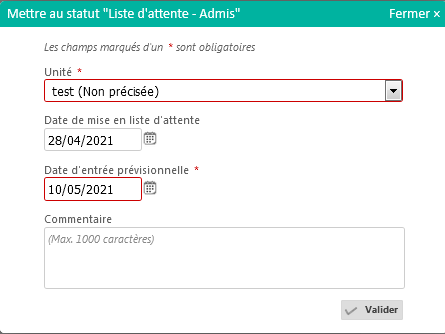 Mettre au statut "Liste d'attente - Admis" Fermer ×
Les champs marqués d'un * sont obligatoires
Unité *
test (Non précisée)
Date de mise en liste d'attente
28/04/2021
Date d'entrée prévisionnelle *
10/05/2021
Commentaire
(Max. 1000 caractères)
Valider